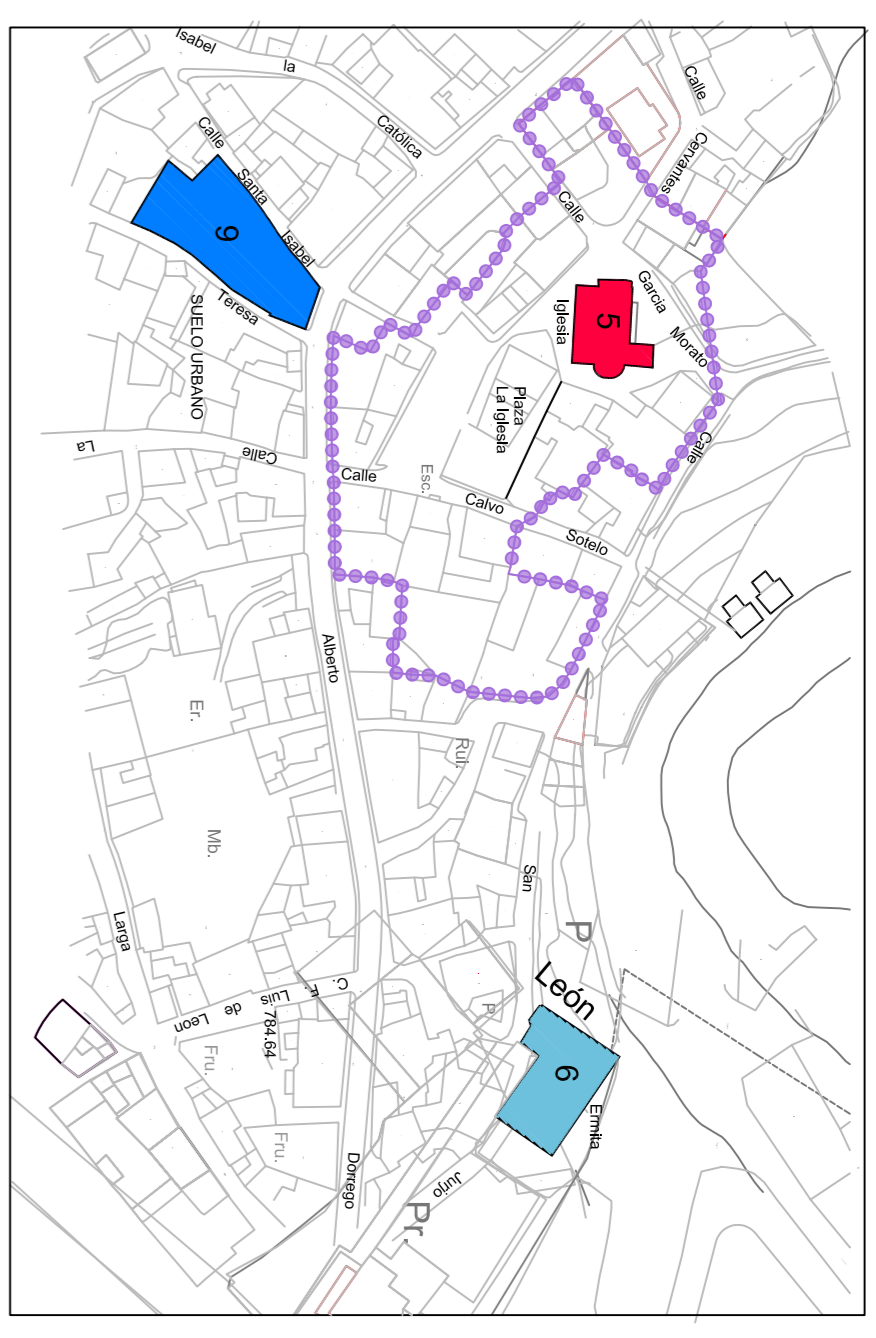 Isabel
la
Católica
Calle
Santa
Isabel
9
Teresa
SUELO URBANO
Calle
Cervantes
Calle
Garcia
Morato
5
Iglesia
Plaza
La Iglesia
Calle
La
Calle
Calle
Esc.
Calvo
Sotelo
Alberto
Er.
Rui.
Mb.
San
P
León
Larga
C.
F.
Luis
de
Leon
784.64
P
6
Ermita
Fru.
Fru.
Dorrego
Jurjo
Pr.